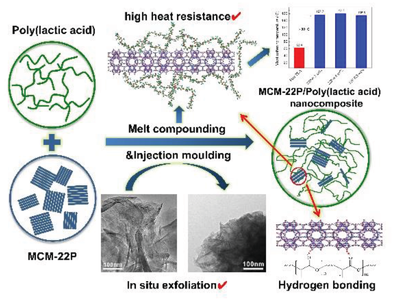 Poly(lactic acid)
MCM-22P
high heat resistance
Melt compounding
&Injection moulding
100nm
100nm
In situ exfoliation
MCM-22P/Poly(lactic acid)
nanocomposite
Hydrogen bonding